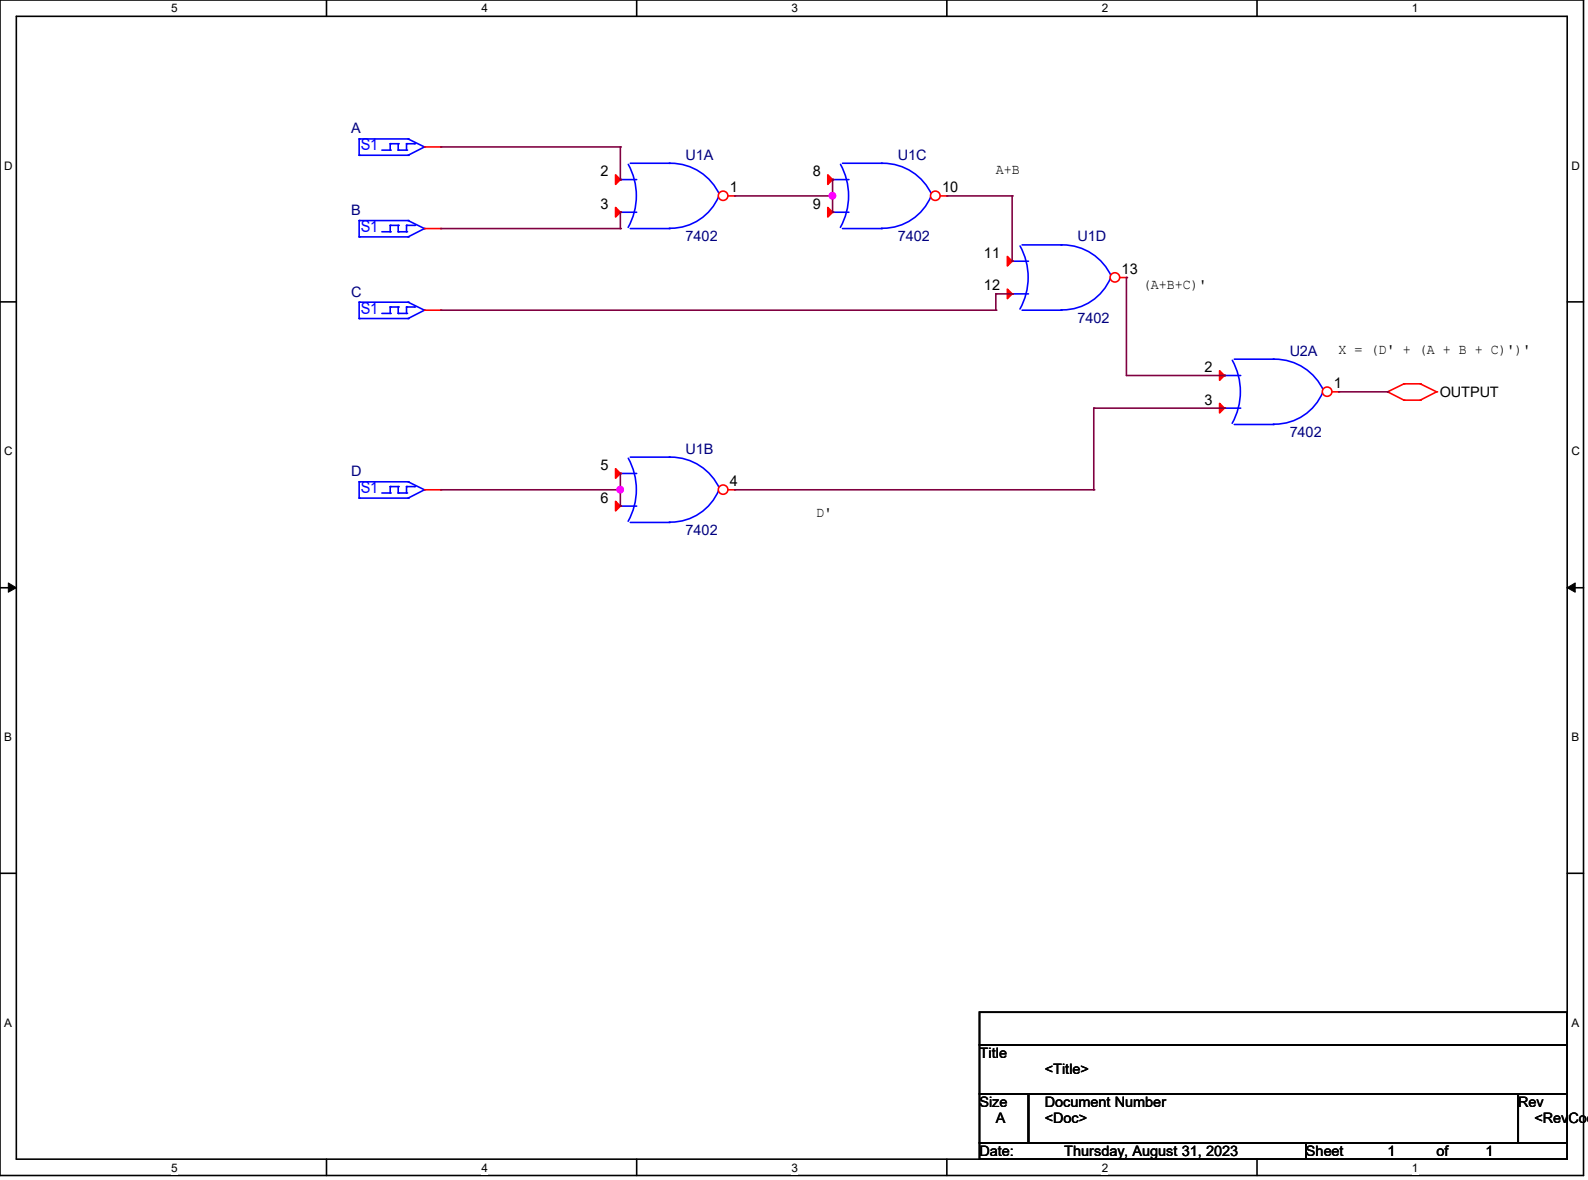 5 4 3 2 1
D D
C C
B B
A A
A
S1
B
S1
C
S1
D
S1
U1A
2
3
1
7402
U1C
8
9
10
7402
A+B
U1D
11
12
13
7402
(A+B+C)'
U2A
2
3
1
7402
X = (D' + (A + B + C)')'
OUTPUT
U1B
5
6
4
7402
D'
Title
<Title>
Size
A
Document Number
<Doc>
Rev
<RevCo
Date: Thursday, August 31, 2023 Sheet 1 of 1
5 4 3 2 1